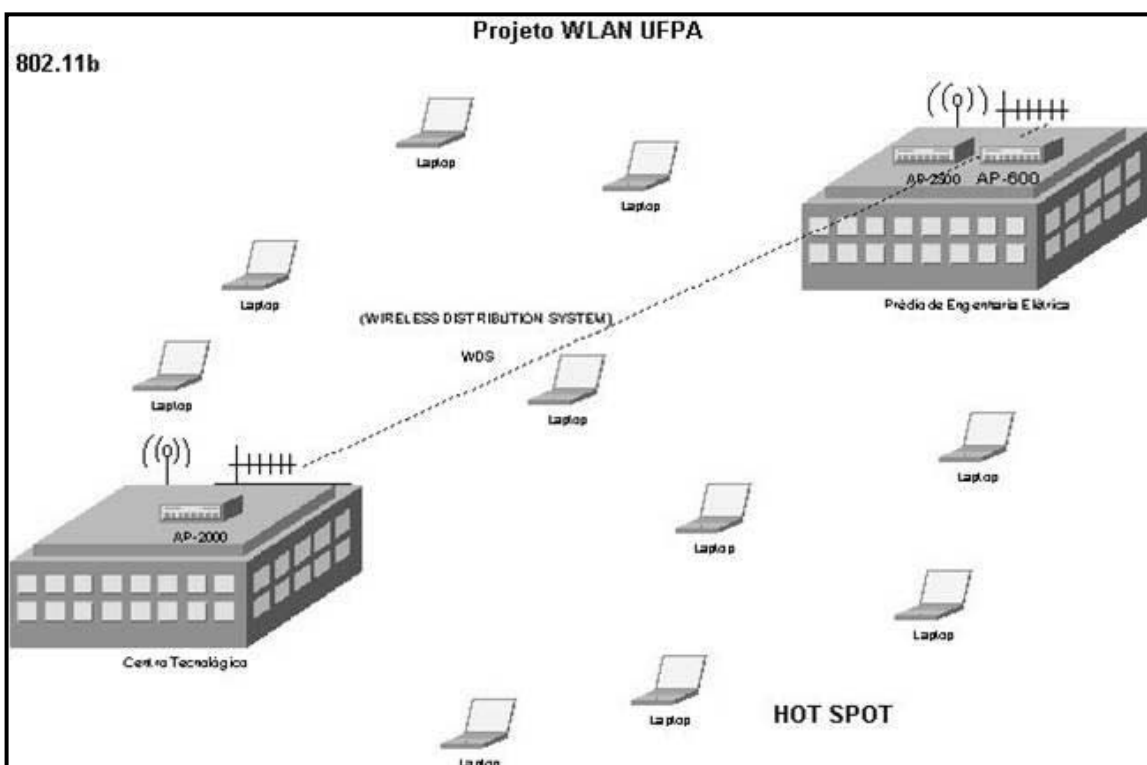 Projeto WLAN UFPA
802.11b
Laptop
Laptop
AP-2500 AP-600
Laptop
Prédio de Engenharia Elétrica
(WIRELESS DISTRIBUTION SYSTEM)
WDS
Laptop
Laptop
Laptop
AP-2000
Laptop
Laptop
Centro Tecnológico
HOT SPOT
Laptop
Laptop